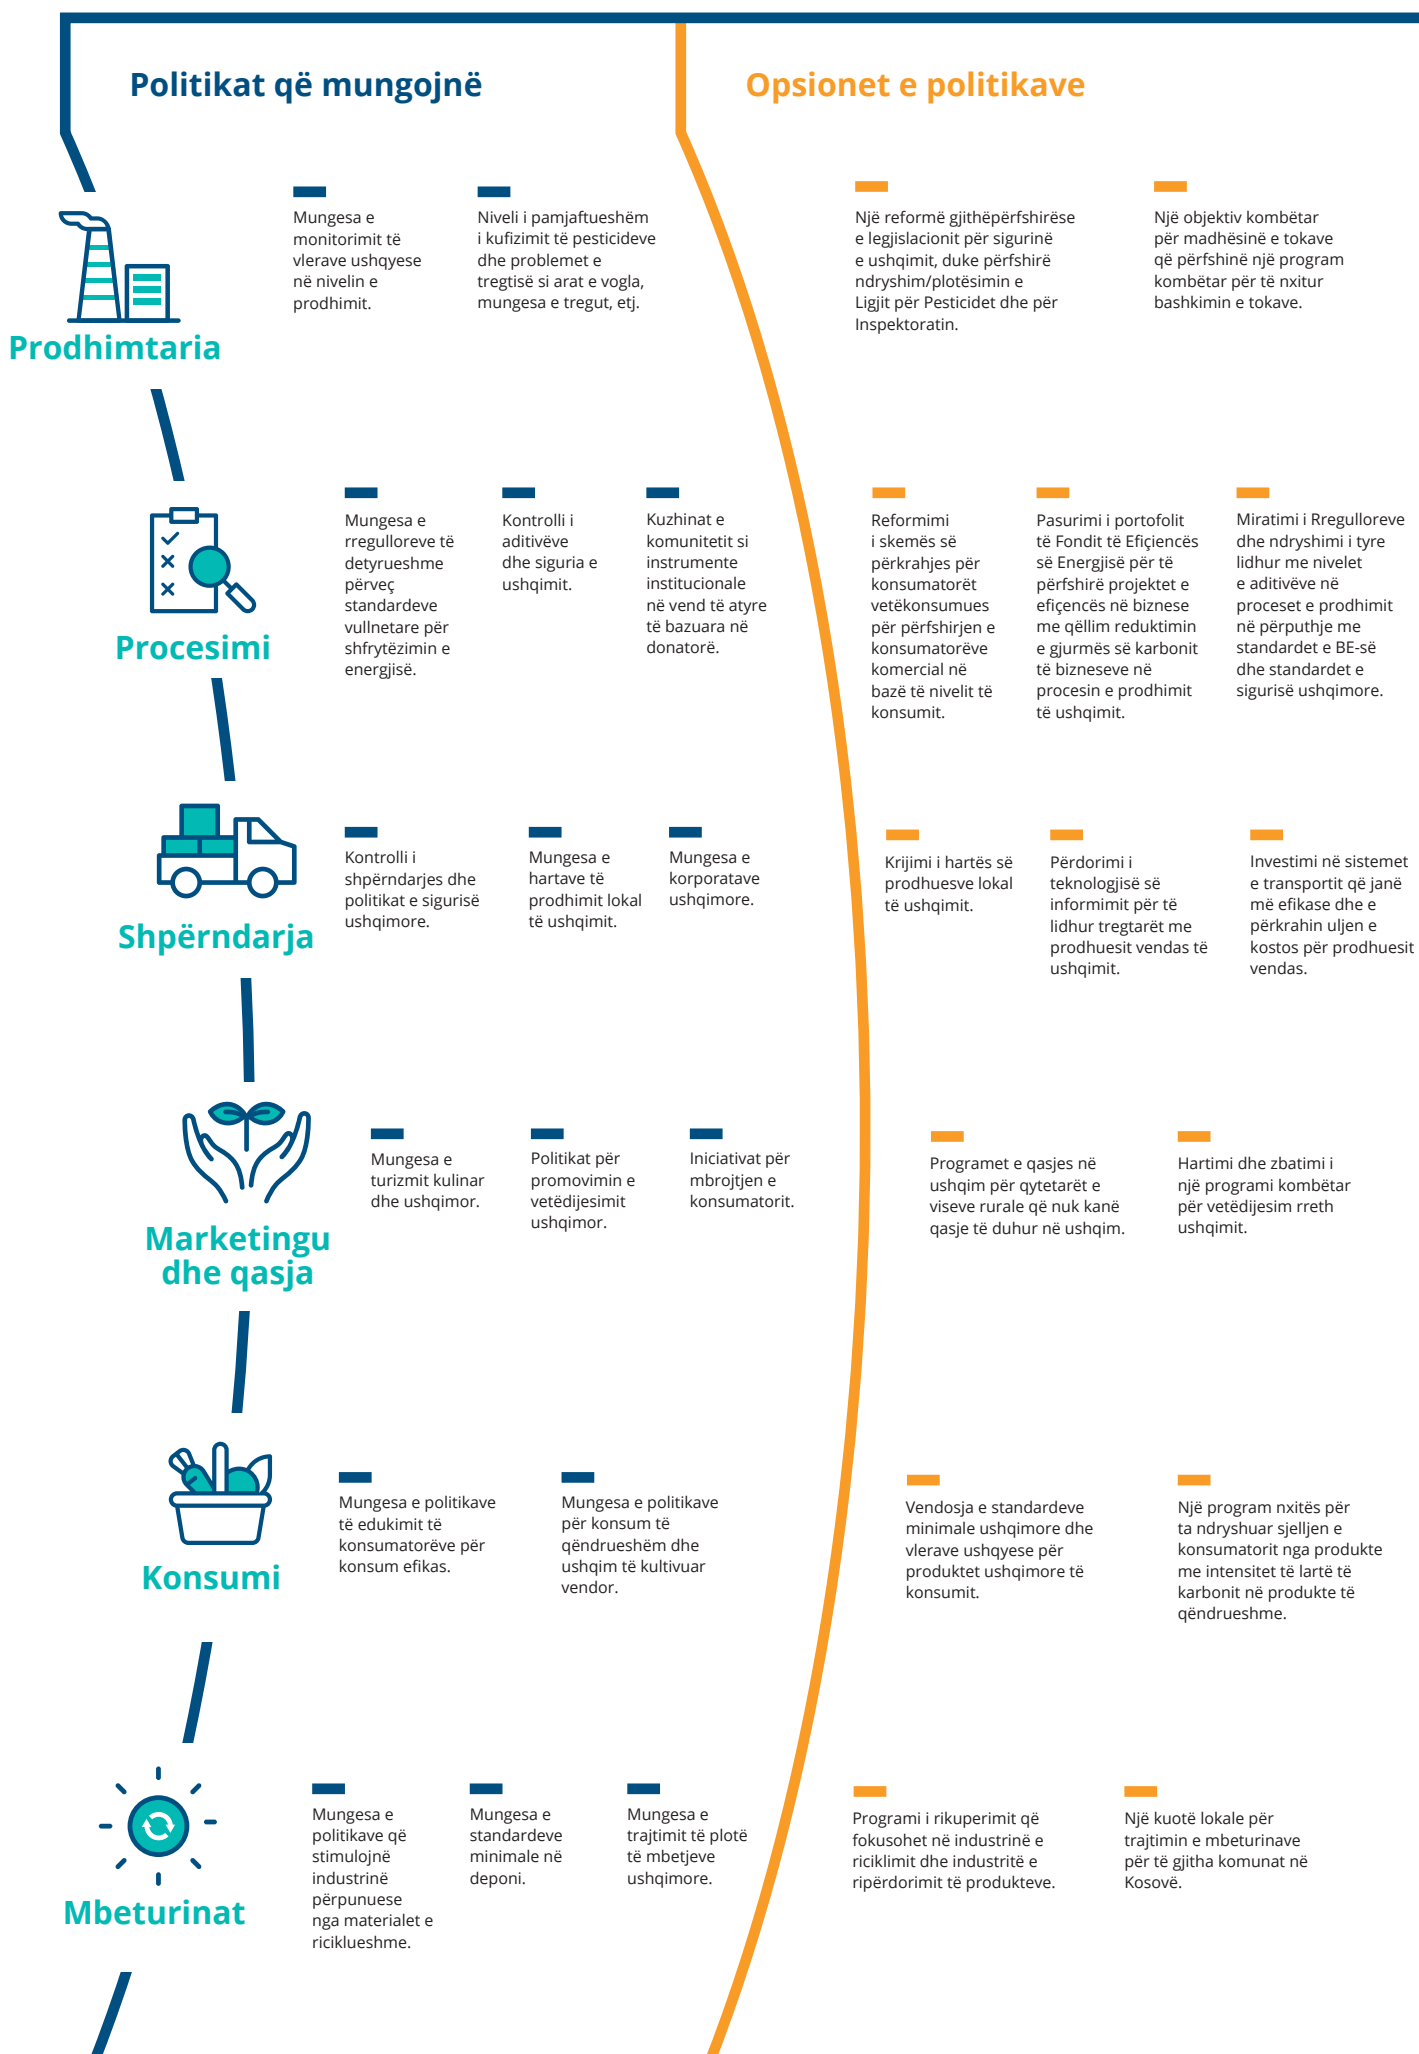 Politikat që mungojnë
Opsionet e politikave
Prodhimtaria
Mungesa e
monitorimit të
vlerave ushqyese
në nivelin e
prodhimit.
Niveli i pamjaftueshëm
i kufizimit të pesticideve
dhe problemet e
tregtisë si arat e vogla,
mungesa e tregut, etj.
Një reformë gjithëpërfshirëse
e legjislacionit për sigurinë
e ushqimit, duke përfshirë
ndryshim/plotësimin e
Ligjit për Pesticidet dhe për
Inspektoratin.
Një objektiv kombëtar
për madhësinë e tokave
që përfshinë një program
kombëtar për të nxitur
bashkimin e tokave.
Procesimi
Mungesa e
rregulloreve të
detyrueshme
përveç
standardeve
vullnetare për
shfrytëzimin e
energjisë.
Kontrolli i
aditivëve
dhe siguria e
ushqimit.
Kuzhinat e
komunitetit si
instrumente
institucionale
në vend të atyre
të bazuara në
donatorë.
Reformimi
i skemës së
përkrahjes për
konsumatorët
vetëkonsumues
për përfshirjen e
konsumatorëve
komercial në
bazë të nivelit të
konsumit.
Pasurimi i portofolit
të Fondit të Efiçiencës
së Energjisë për të
përfshirë projektet e
efiçencës në biznese
me qëllim reduktimin
e gjurmës së karbonit
të bizneseve në
procesin e prodhimit
të ushqimit.
Miratimi i Rregulloreve
dhe ndryshimi i tyre
lidhur me nivelet
e aditivëve në
proceset e prodhimit
në përputhje me
standardet e BE-së
dhe standardet e
sigurisë ushqimore.
Shpërndarja
Kontrolli i
shpërndarjes dhe
politikat e sigurisë
ushqimore.
Mungesa e
hartave të
prodhimit lokal
të ushqimit.
Mungesa e
korporatave
ushqimore.
Krijimi i hartës së
prodhuesve lokal
të ushqimit.
Përdorimi i
teknologjisë së
informimit për të
lidhur tregtarët me
prodhuesit vendas të
ushqimit.
Investimi në sistemet
e transportit që janë
më efikase dhe e
përkrahin uljen e
kostos për prodhuesit
vendas.
Marketingu
dhe qasja
Mungesa e
turizmit kulinar
dhe ushqimor.
Politikat për
promovimin e
vetëdijesimit
ushqimor.
Iniciativat për
mbrojtjen e
konsumatorit.
Programet e qasjes në
ushqim për qytetarët e
viseve rurale që nuk kanë
qasje të duhur në ushqim.
Hartimi dhe zbatimi i
një programi kombëtar
për vetëdijesim rreth
ushqimit.
Konsumi
Mungesa e politikave
të edukimit të
konsumatorëve për
konsum efikas.
Mungesa e politikave
për konsum të
qëndrueshëm dhe
ushqim të kultivuar
vendor.
Vendosja e standardeve
minimale ushqimore dhe
vlerave ushqyese për
produktet ushqimore të
konsumit.
Një program nxitës për
ta ndryshuar sjelljen e
konsumatorit nga produkte
me intensitet të lartë të
karbonit në produkte të
qëndrueshme.
Mbeturinat
Mungesa e
politikave që
stimulojnë
industrinë
përpunuese
nga materialet e
riciklueshme.
Mungesa e
standardeve
minimale në
deponi.
Mungesa e
trajtimit të plotë
të mbetjeve
ushqimore.
Programi i rikuperimit që
fokusohet në industrinë e
riciklimit dhe industritë e
ripërdorimit të produkteve.
Një kuotë lokale për
trajtimin e mbeturinave
për të gjitha komunat në
Kosovë.